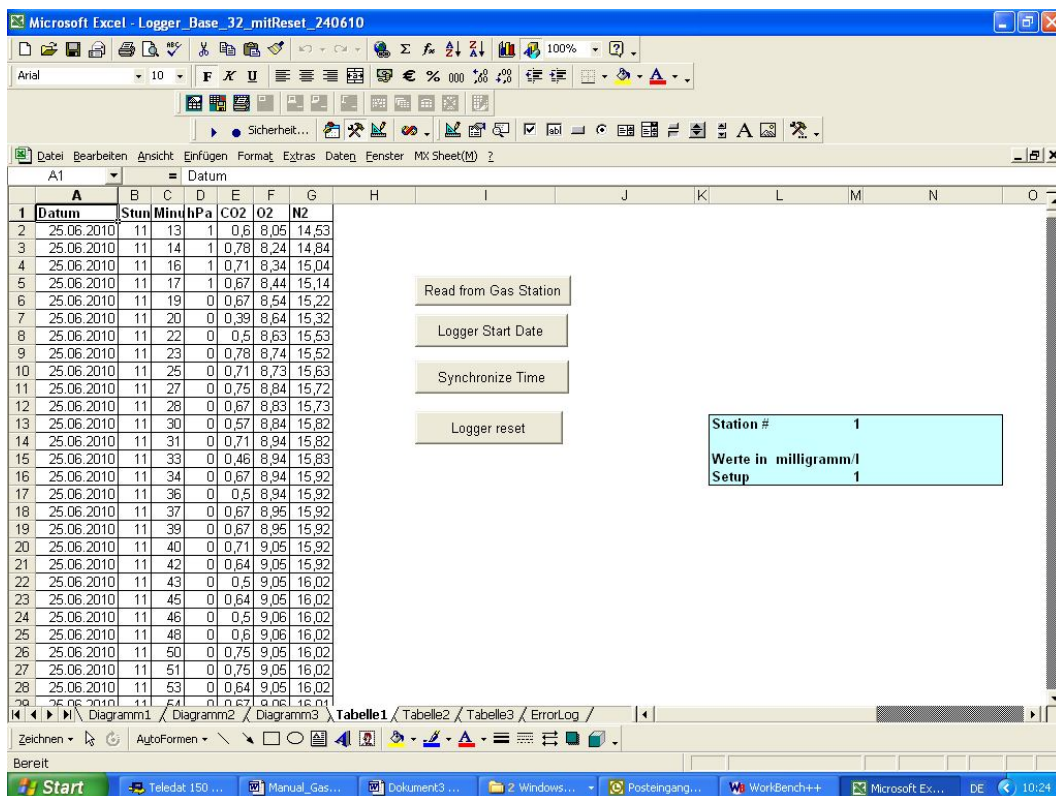 Microsoft Excel - Logger_Base_32_mitReset_240610
100%
Arial 10 F K U € % 000
Sicherheit...
Datei Bearbeiten Ansicht Einfügen Format Extras Daten Fenster MX Sheet(M) ?
A1 = Datum
A B C D E F G H I J K L M N O
1 Datum Stun Minu hPa CO2 O2 N2
2 25.06.2010 11 13 1 0,6 8,05 14,53
3 25.06.2010 11 14 1 0,78 8,24 14,84
4 25.06.2010 11 16 1 0,71 8,34 15,04
5 25.06.2010 11 17 1 0,67 8,44 15,14
6 25.06.2010 11 19 0 0,67 8,54 15,22
7 25.06.2010 11 20 0 0,39 8,64 15,32
8 25.06.2010 11 22 0 0,5 8,63 15,53
9 25.06.2010 11 23 0 0,78 8,74 15,52
10 25.06.2010 11 25 0 0,71 8,73 15,63
11 25.06.2010 11 27 0 0,75 8,84 15,72
12 25.06.2010 11 28 0 0,67 8,83 15,73
13 25.06.2010 11 30 0 0,57 8,84 15,82
14 25.06.2010 11 31 0 0,71 8,94 15,82
15 25.06.2010 11 33 0 0,46 8,94 15,83
16 25.06.2010 11 34 0 0,67 8,94 15,92
17 25.06.2010 11 36 0 0,5 8,94 15,92
18 25.06.2010 11 37 0 0,67 8,95 15,92
19 25.06.2010 11 39 0 0,67 8,95 15,92
20 25.06.2010 11 40 0 0,71 9,05 15,92
21 25.06.2010 11 42 0 0,64 9,05 15,92
22 25.06.2010 11 43 0 0,5 9,05 16,02
23 25.06.2010 11 45 0 0,64 9,05 16,02
24 25.06.2010 11 46 0 0,5 9,06 16,02
25 25.06.2010 11 48 0 0,6 9,06 16,02
26 25.06.2010 11 50 0 0,75 9,05 16,02
27 25.06.2010 11 51 0 0,75 9,05 16,02
28 25.06.2010 11 53 0 0,64 9,05 16,02
29 25.06.2010 11 54 0 0,67 9,06 16,01
Read from Gas Station
Logger Start Date
Synchronize Time
Logger reset
Station # 1
Werte in milligramm/l
Setup 1
Diagramm1 Diagramm2 Diagramm3 Tabelle1 Tabelle2 Tabelle3 ErrorLog
Zeichnen AutoFormen
Bereit
Start Teledat 150 ... Manual_Gas... Dokument3 ... 2 Windows... Posteingang... WorkBench++ Microsoft Ex... DE 10:24